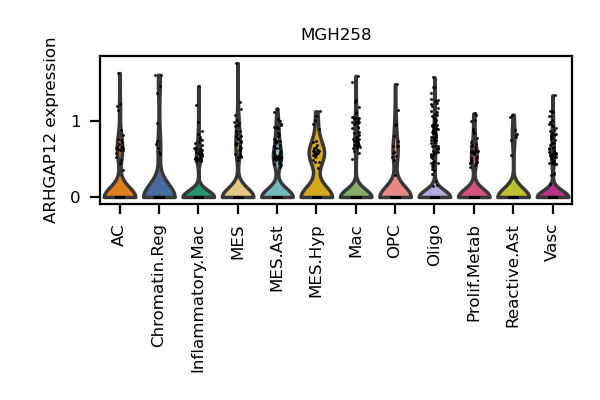 MGH258
ARHGAP12 expression
1
0
AC
Chromatin.Reg
Inflammatory.Mac
MES
MES.Ast
MES.Hyp
Mac
OPC
Oligo
Prolif.Metab
Reactive.Ast
Vasc